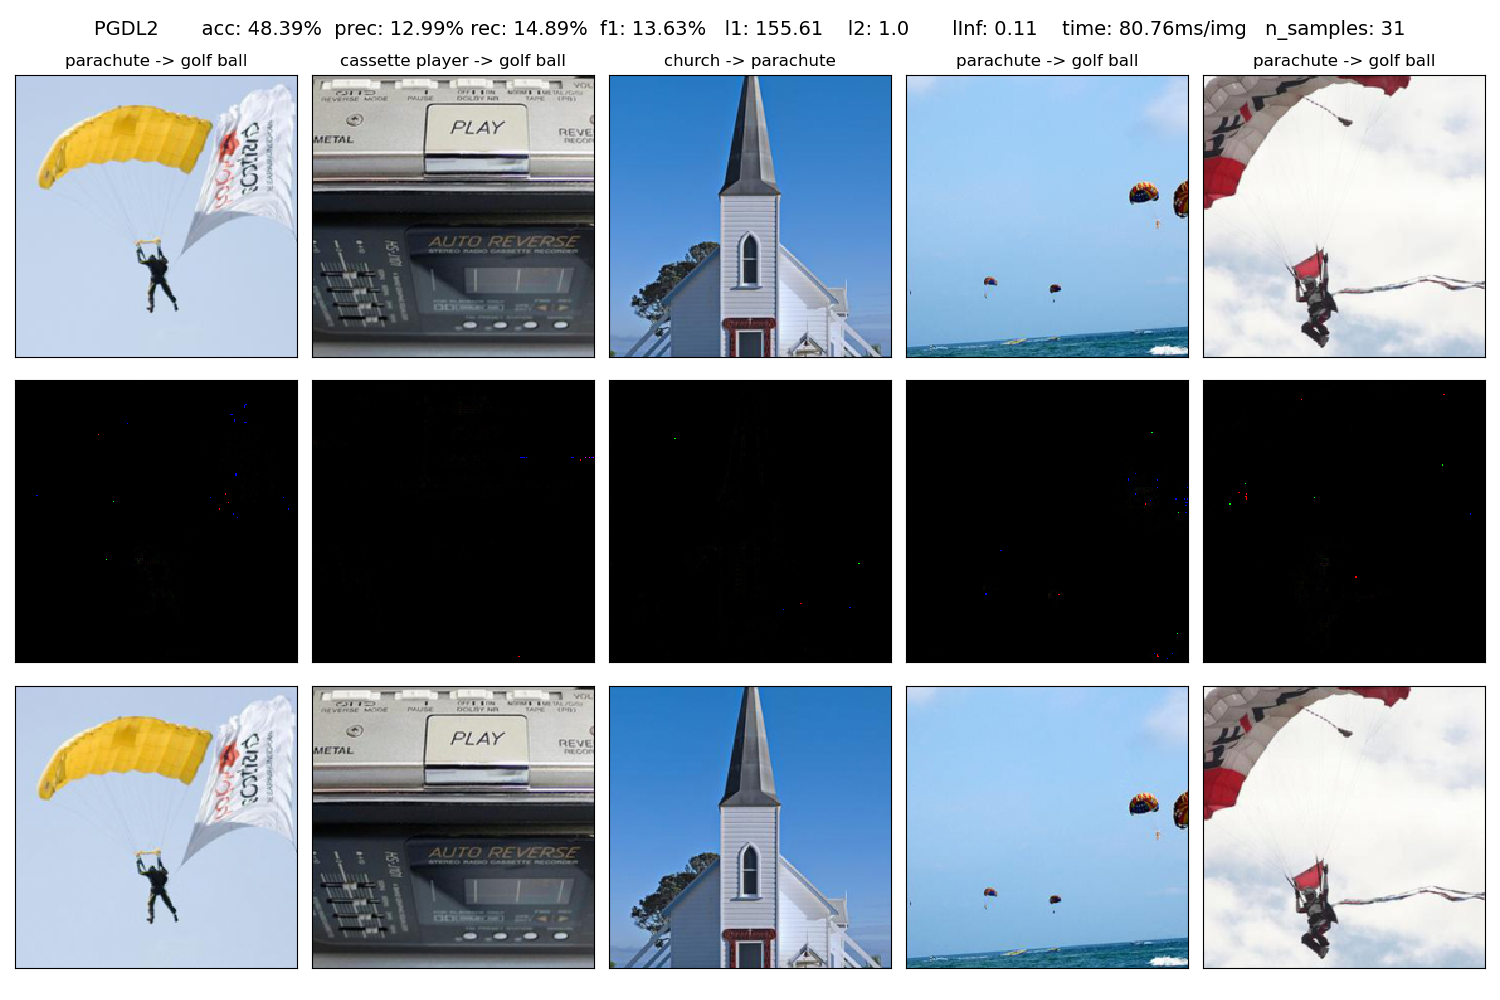 PGDL2 acc: 48.39% prec: 12.99% rec: 14.89% f1: 13.63% l1: 155.61 l2: 1.0 lInf: 0.11 time: 80.76ms/img n_samples: 31
parachute -> golf ball
cassette player -> golf ball
church -> parachute
parachute -> golf ball
parachute -> golf ball
REVERSE MODE
PAUSE
DOLBY NR
TAPE
METAL
PLAY
REVE
AUTO REVERSE
STEREO RADIO CASSETTE RECORDER
REVERSE MODE
PAUSE
DOLBY NR
TAPE
METAL
PLAY
REVE
AUTO REVERSE
STEREO RADIO CASSETTE RECORDER